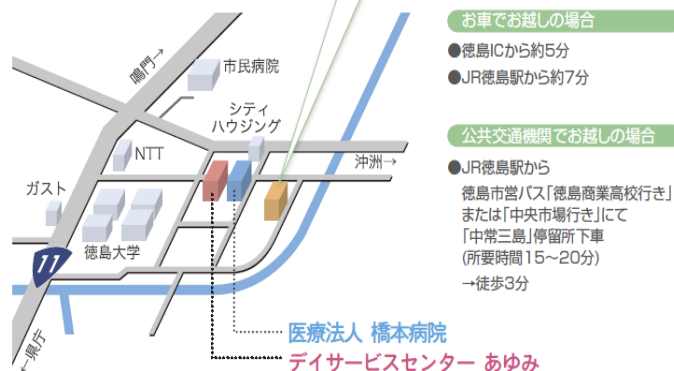 鳴門→
市民病院
シティ
ハウジング
NTT
沖洲→
ガスト
徳島大学
11
←県庁
医療法人 橋本病院
デイサービスセンター あゆみ
お車でお越しの場合
●徳島ICから約5分
●JR徳島駅から約7分
公共交通機関でお越しの場合
●JR徳島駅から
徳島市営バス「徳島商業高校行き」
または「中央市場行き」にて
「中常三島」停留所下車
(所要時間15〜20分)
→徒歩3分